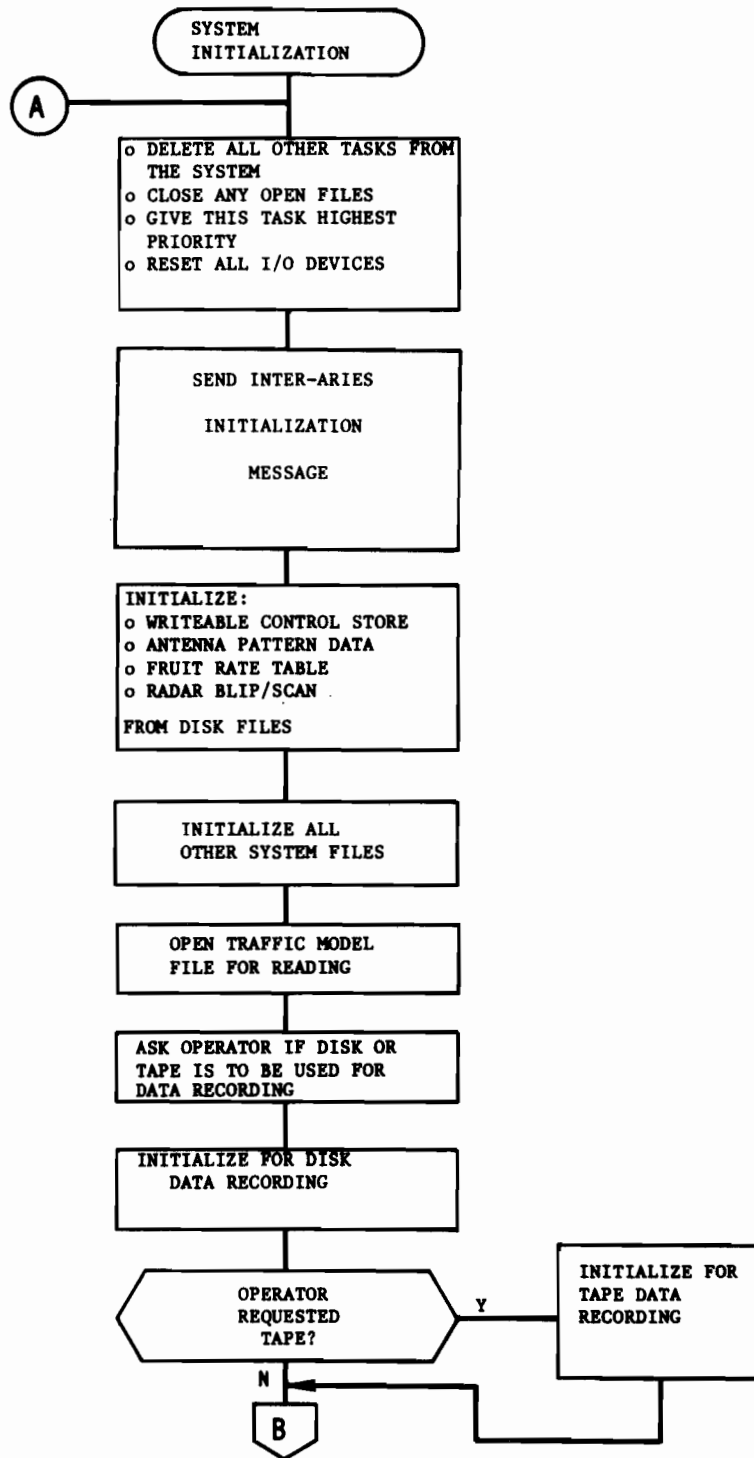 SYSTEM
INITIALIZATION
A
o DELETE ALL OTHER TASKS FROM
THE SYSTEM
o CLOSE ANY OPEN FILES
o GIVE THIS TASK HIGHEST
PRIORITY
o RESET ALL I/O DEVICES
SEND INTER-ARIES
INITIALIZATION
MESSAGE
INITIALIZE:
o WRITEABLE CONTROL STORE
o ANTENNA PATTERN DATA
o FRUIT RATE TABLE
o RADAR BLIP/SCAN
FROM DISK FILES
INITIALIZE ALL
OTHER SYSTEM FILES
OPEN TRAFFIC MODEL
FILE FOR READING
ASK OPERATOR IF DISK OR
TAPE IS TO BE USED FOR
DATA RECORDING
INITIALIZE FOR DISK
DATA RECORDING
OPERATOR
REQUESTED
TAPE?
Y
INITIALIZE FOR
TAPE DATA
RECORDING
N
B